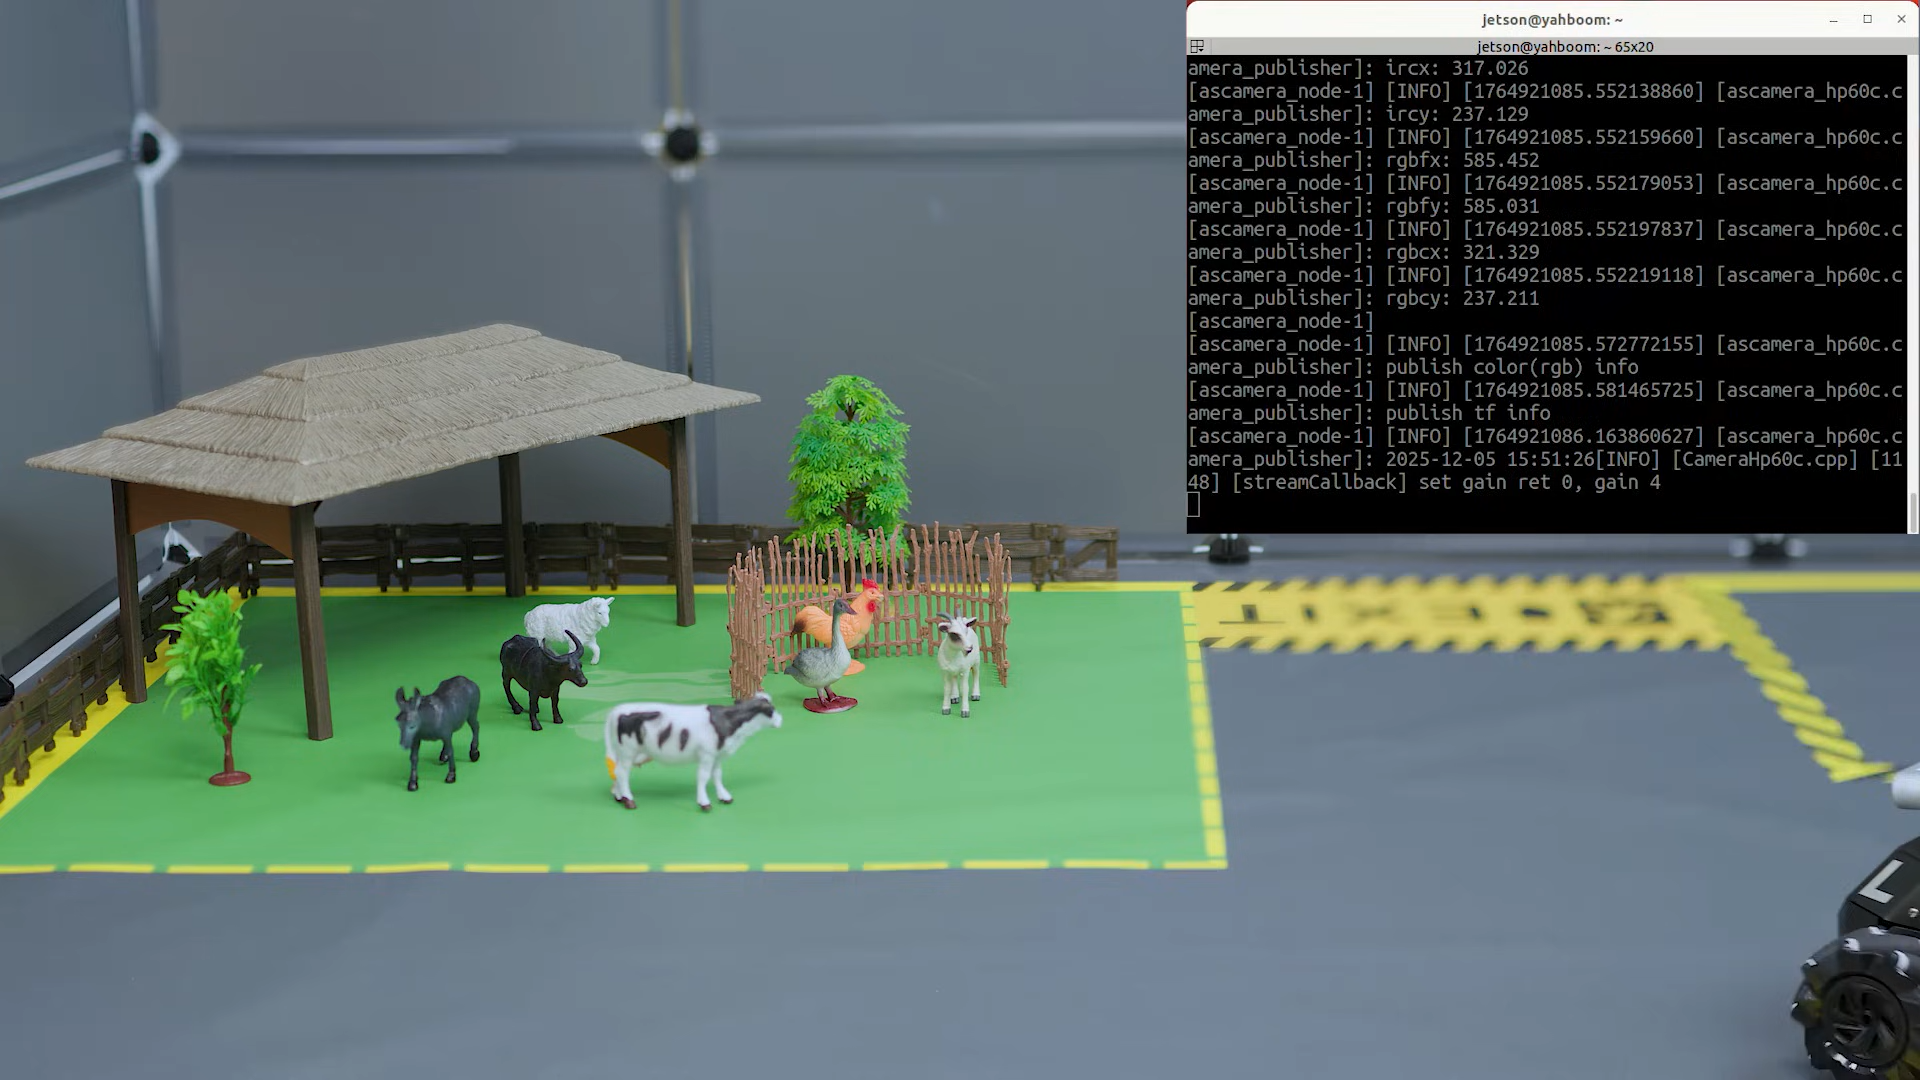 jetson@yahboom: ~
jetson@yahboom: ~ 65x20
amera_publisher]: ircx: 317.026
[ascamera_node-1] [INFO] [1764921085.552138860] [ascamera_hp60c.c
amera_publisher]: ircy: 237.129
[ascamera_node-1] [INFO] [1764921085.552159660] [ascamera_hp60c.c
amera_publisher]: rgbfx: 585.452
[ascamera_node-1] [INFO] [1764921085.552179053] [ascamera_hp60c.c
amera_publisher]: rgbfy: 585.031
[ascamera_node-1] [INFO] [1764921085.552197837] [ascamera_hp60c.c
amera_publisher]: rgbcx: 321.329
[ascamera_node-1] [INFO] [1764921085.552219118] [ascamera_hp60c.c
amera_publisher]: rgbcy: 237.211
[ascamera_node-1]
[ascamera_node-1] [INFO] [1764921085.572772155] [ascamera_hp60c.c
amera_publisher]: publish color(rgb) info
[ascamera_node-1] [INFO] [1764921085.581465725] [ascamera_hp60c.c
amera_publisher]: publish tf info
[ascamera_node-1] [INFO] [1764921086.163860627] [ascamera_hp60c.c
amera_publisher]: 2025-12-05 15:51:26[INFO] [CameraHp60c.cpp] [11
48] [streamCallback] set gain ret 0, gain 4
EXIT
L